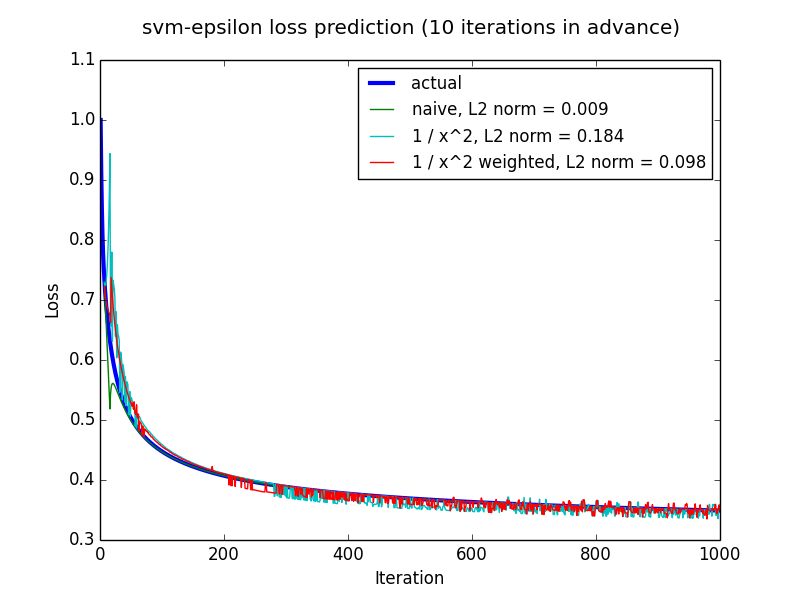 svm-epsilon loss prediction (10 iterations in advance)
1.1
1.0
0.9
0.8
0.7
0.6
0.5
0.4
0.3
Loss
actual
naive, L2 norm = 0.009
1 / x^2, L2 norm = 0.184
1 / x^2 weighted, L2 norm = 0.098
0
200
400
600
800
1000
Iteration